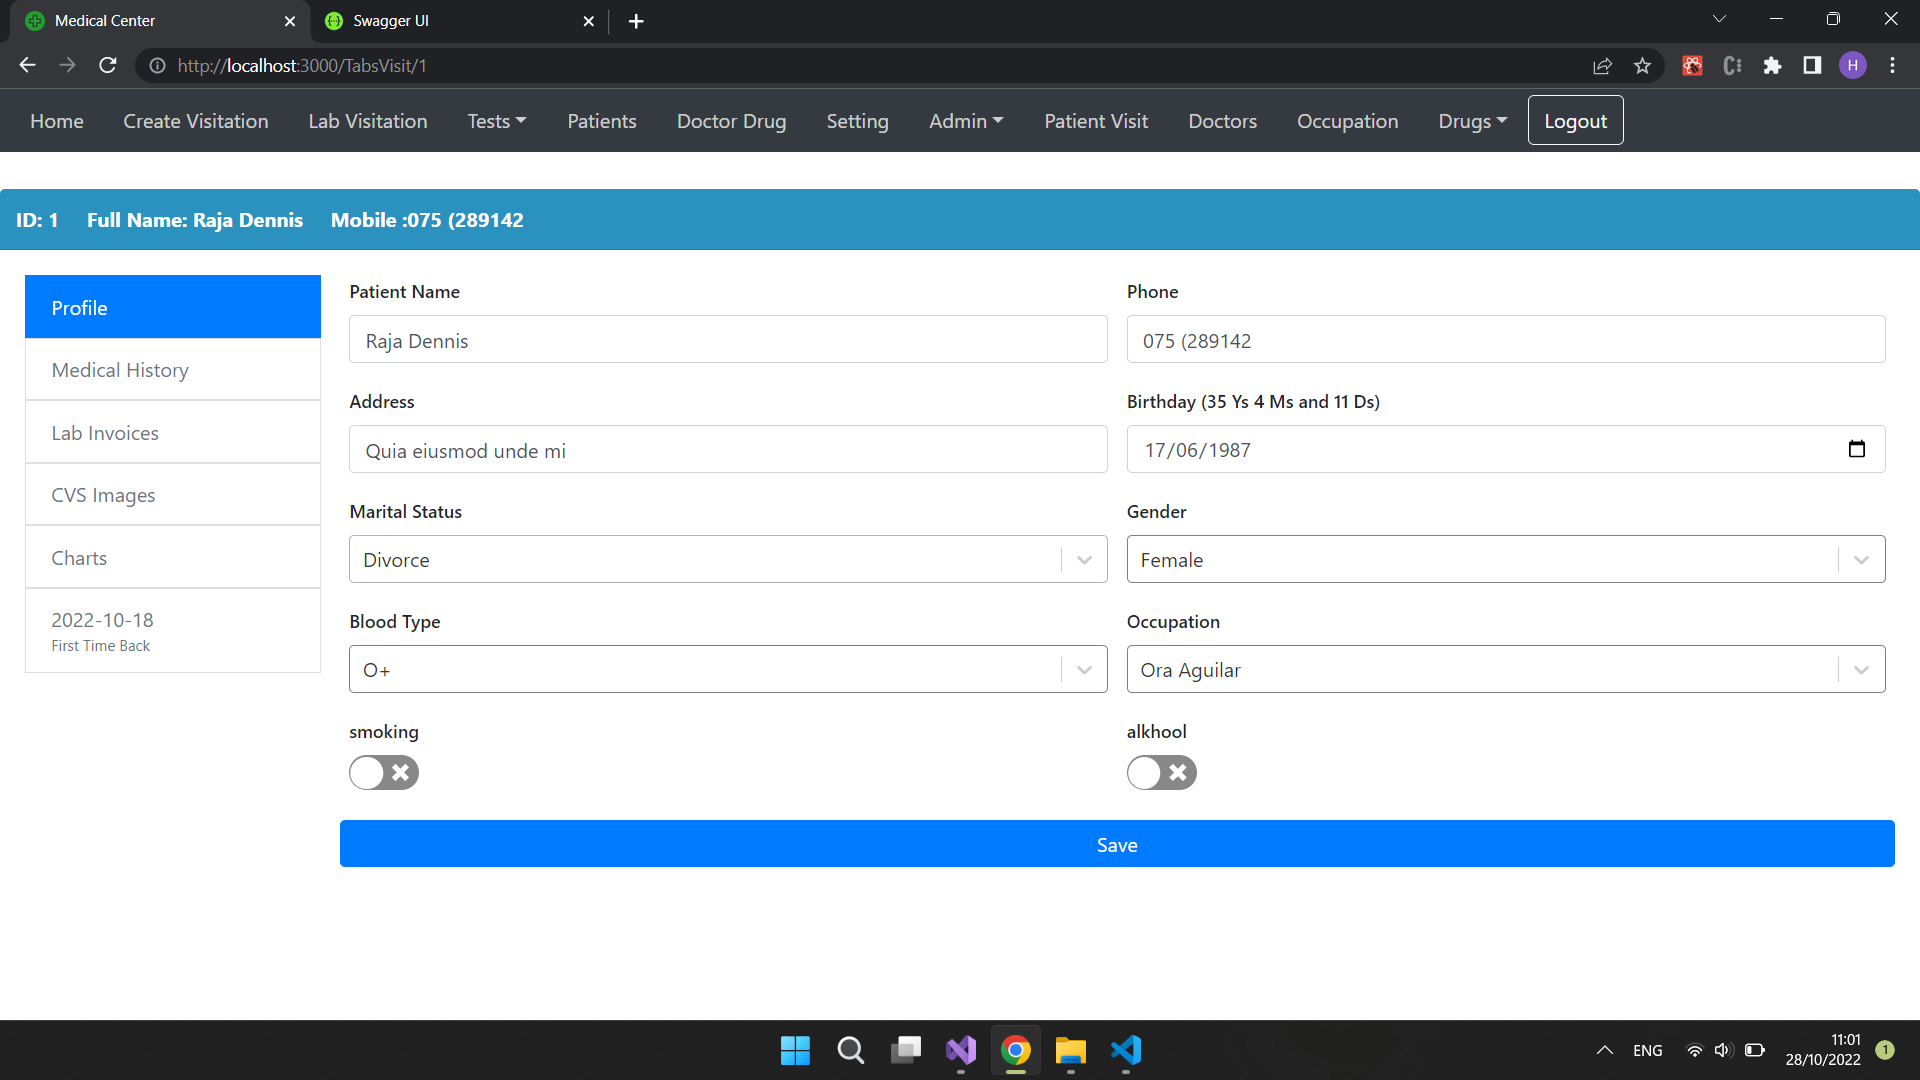 Medical Center
Swagger UI
http://localhost:3000/TabsVisit/1
H
Home Create Visitation Lab Visitation Tests Patients Doctor Drug Setting Admin Patient Visit Doctors Occupation Drugs Logout
ID: 1 Full Name: Raja Dennis Mobile :075 (289142
Profile
Medical History
Lab Invoices
CVS Images
Charts
2022-10-18
First Time Back
Patient Name
Raja Dennis
Phone
075 (289142
Address
Quia eiusmod unde mi
Birthday (35 Ys 4 Ms and 11 Ds)
17/06/1987
Marital Status
Divorce
Gender
Female
Blood Type
O+
Occupation
Ora Aguilar
smoking
alkhool
Save
ENG
11:01
28/10/2022
1